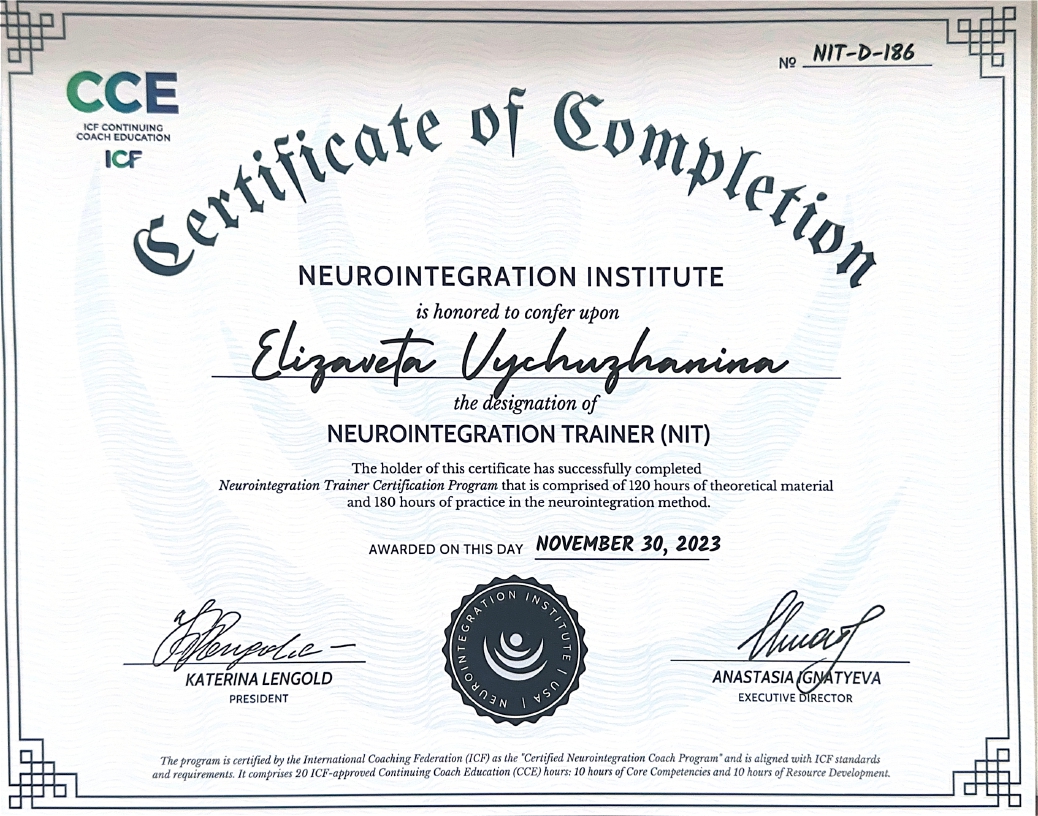 № NIT-D-186
CCE
ICF CONTINUING
COACH EDUCATION
ICF
Certificate of Completion
NEUROINTEGRATION INSTITUTE
is honored to confer upon
Elizaveta Vychuzhanina
the designation of
NEUROINTEGRATION TRAINER (NIT)
The holder of this certificate has successfully completed
Neurointegration Trainer Certification Program that is comprised of 120 hours of theoretical material
and 180 hours of practice in the neurointegration method.
AWARDED ON THIS DAY NOVEMBER 30, 2023
NEUROINTEGRATION INSTITUTE | USA |
KATERINA LENGOLD
PRESIDENT
ANASTASIA IGNATYEVA
EXECUTIVE DIRECTOR
The program is certified by the International Coaching Federation (ICF) as the "Certified Neurointegration Coach Program" and is aligned with ICF standards
and requirements. It comprises 20 ICF-approved Continuing Coach Education (CCE) hours: 10 hours of Core Competencies and 10 hours of Resource Development.